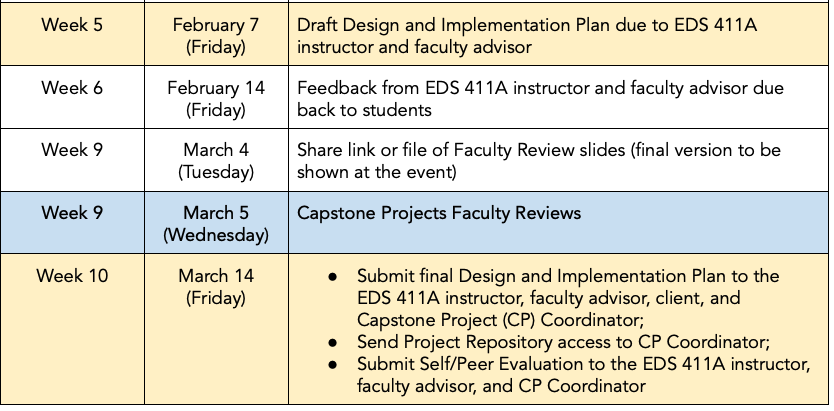 Week 5
February 7
(Friday)
Draft Design and Implementation Plan due to EDS 411A
instructor and faculty advisor
Week 6
February 14
(Friday)
Feedback from EDS 411A instructor and faculty advisor due
back to students
Week 9
March 4
(Tuesday)
Share link or file of Faculty Review slides (final version to be
shown at the event)
Week 9
March 5
(Wednesday)
Capstone Projects Faculty Reviews
Week 10
March 14
(Friday)
● Submit final Design and Implementation Plan to the
EDS 411A instructor, faculty advisor, client, and
Capstone Project (CP) Coordinator;
● Send Project Repository access to CP Coordinator;
● Submit Self/Peer Evaluation to the EDS 411A instructor,
faculty advisor, and CP Coordinator